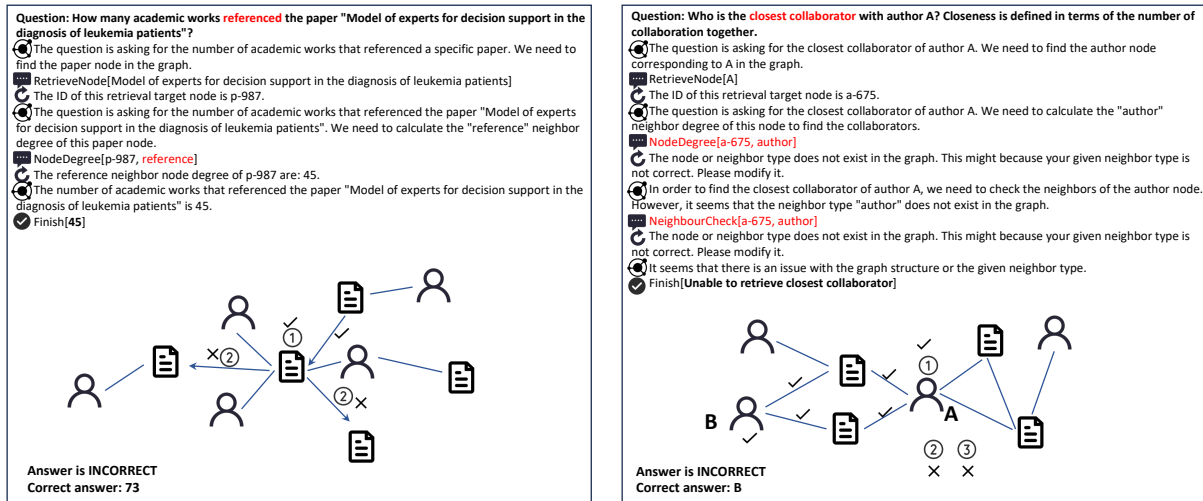 Question: How many academic works referenced the paper "Model of experts for decision support in the
diagnosis of leukemia patients"?
The question is asking for the number of academic works that referenced a specific paper. We need to
find the paper node in the graph.
RetrieveNode[Model of experts for decision support in the diagnosis of leukemia patients]
The ID of this retrieval target node is p-987.
The question is asking for the number of academic works that referenced the paper "Model of experts
for decision support in the diagnosis of leukemia patients". We need to calculate the "reference" neighbor
degree of this paper node.
NodeDegree[p-987, reference]
The reference neighbor node degree of p-987 are: 45.
The number of academic works that referenced the paper "Model of experts for decision support in the
diagnosis of leukemia patients" is 45.
Finish[45]
1
2
2
Answer is INCORRECT
Correct answer: 73
Question: Who is the closest collaborator with author A? Closeness is defined in terms of the number of
collaboration together.
The question is asking for the closest collaborator of author A. We need to find the author node
corresponding to A in the graph.
RetrieveNode[A]
The ID of this retrieval target node is a-675.
The question is asking for the closest collaborator of author A. We need to calculate the "author"
neighbor degree of this node to find the collaborators.
NodeDegree[a-675, author]
The node or neighbor type does not exist in the graph. This might because your given neighbor type is
not correct. Please modify it.
In order to find the closest collaborator of author A, we need to check the neighbors of the author node.
However, it seems that the neighbor type "author" does not exist in the graph.
NeighbourCheck[a-675, author]
The node or neighbor type does not exist in the graph. This might because your given neighbor type is
not correct. Please modify it.
It seems that there is an issue with the graph structure or the given neighbor type.
Finish[Unable to retrieve closest collaborator]
1
B
A
2 3
Answer is INCORRECT
Correct answer: B